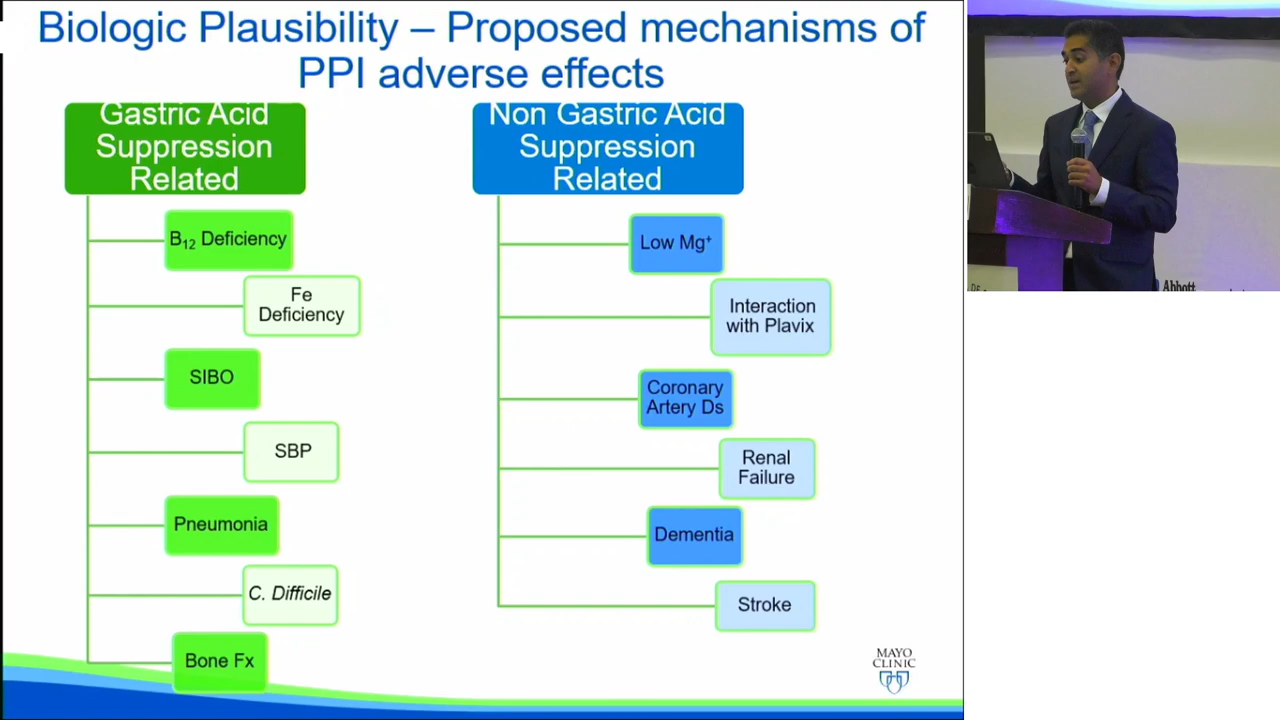 Biologic Plausibility – Proposed mechanisms of
PPI adverse effects
Gastric Acid
Suppression
Related
B12 Deficiency
Fe
Deficiency
SIBO
SBP
Pneumonia
C. Difficile
Bone Fx
Non Gastric Acid
Suppression
Related
Low Mg+
Interaction
with Plavix
Coronary
Artery Ds
Renal
Failure
Dementia
Stroke
MAYO
CLINIC
Abbott